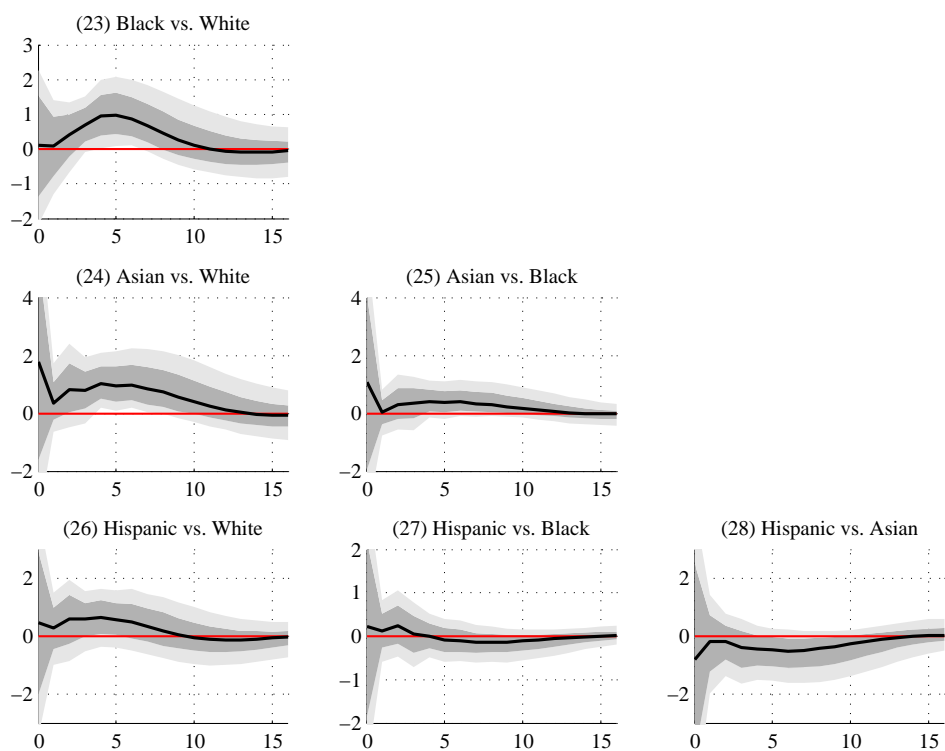 (23) Black vs. White
3
2
1
0
−1
−2
0 5 10 15
(24) Asian vs. White
4
2
0
−2
0 5 10 15
(25) Asian vs. Black
4
2
0
−2
0 5 10 15
(26) Hispanic vs. White
2
0
−2
0 5 10 15
(27) Hispanic vs. Black
2
1
0
−1
−2
0 5 10 15
(28) Hispanic vs. Asian
2
0
−2
0 5 10 15